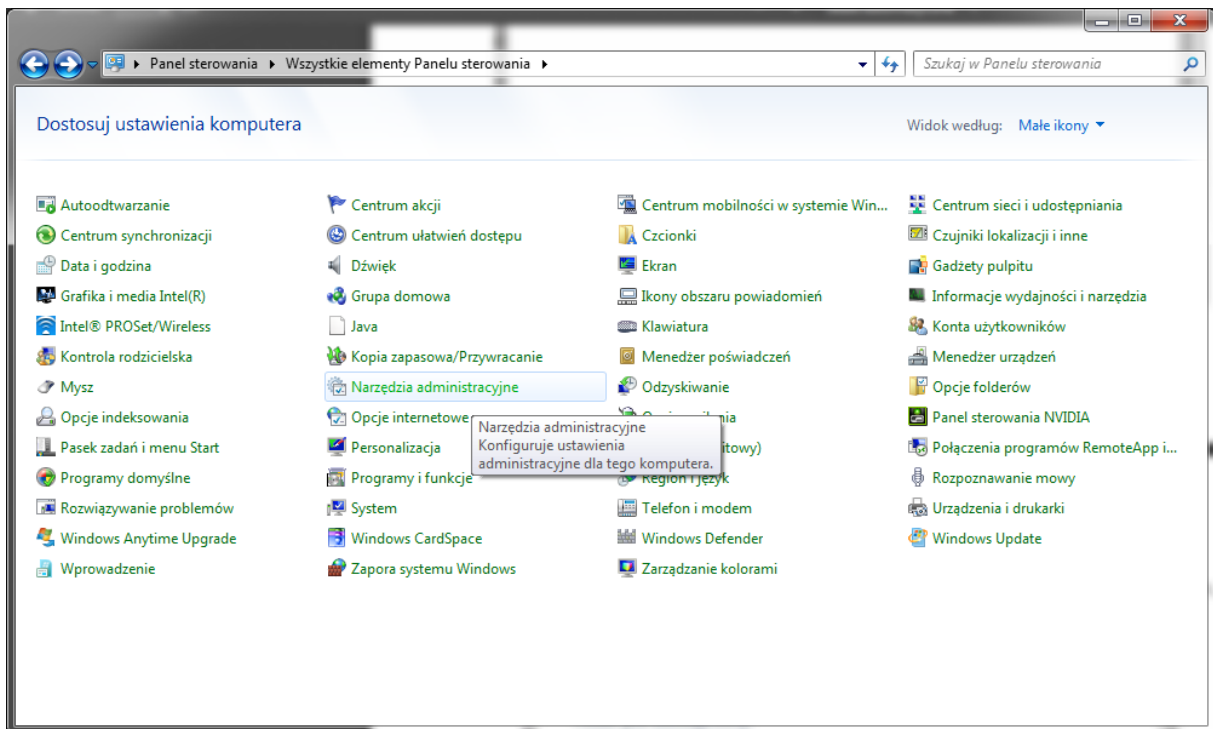 Panel sterowania Wszystkie elementy Panelu sterowania Szukaj w Panelu sterowania
Dostosuj ustawienia komputera Widok według: Małe ikony
Autoodtwarzanie Centrum akcji Centrum mobilności w systemie Win... Centrum sieci i udostępniania
Centrum synchronizacji Centrum ułatwień dostępu Czcionki Czujniki lokalizacji i inne
Data i godzina Dźwięk Ekran Gadżety pulpitu
Grafika i media Intel(R) Grupa domowa Ikony obszaru powiadomień Informacje wydajności i narzędzia
Intel® PROSet/Wireless Java Klawiatura Konta użytkowników
Kontrola rodzicielska Kopia zapasowa/Przywracanie Menedżer poświadczeń Menedżer urządzeń
Mysz Narzędzia administracyjne Odzyskiwanie Opcje folderów
Opcje indeksowania Opcje internetowe Panel sterowania NVIDIA
Narzędzia administracyjne
Konfiguruje ustawienia
administracyjne dla tego komputera.
Pasek zadań i menu Start Personalizacja Połączenia programów RemoteApp i...
Programy domyślne Programy i funkcje Region i język Rozpoznawanie mowy
Rozwiązywanie problemów System Telefon i modem Urządzenia i drukarki
Windows Anytime Upgrade Windows CardSpace Windows Defender Windows Update
Wprowadzenie Zapora systemu Windows Zarządzanie kolorami